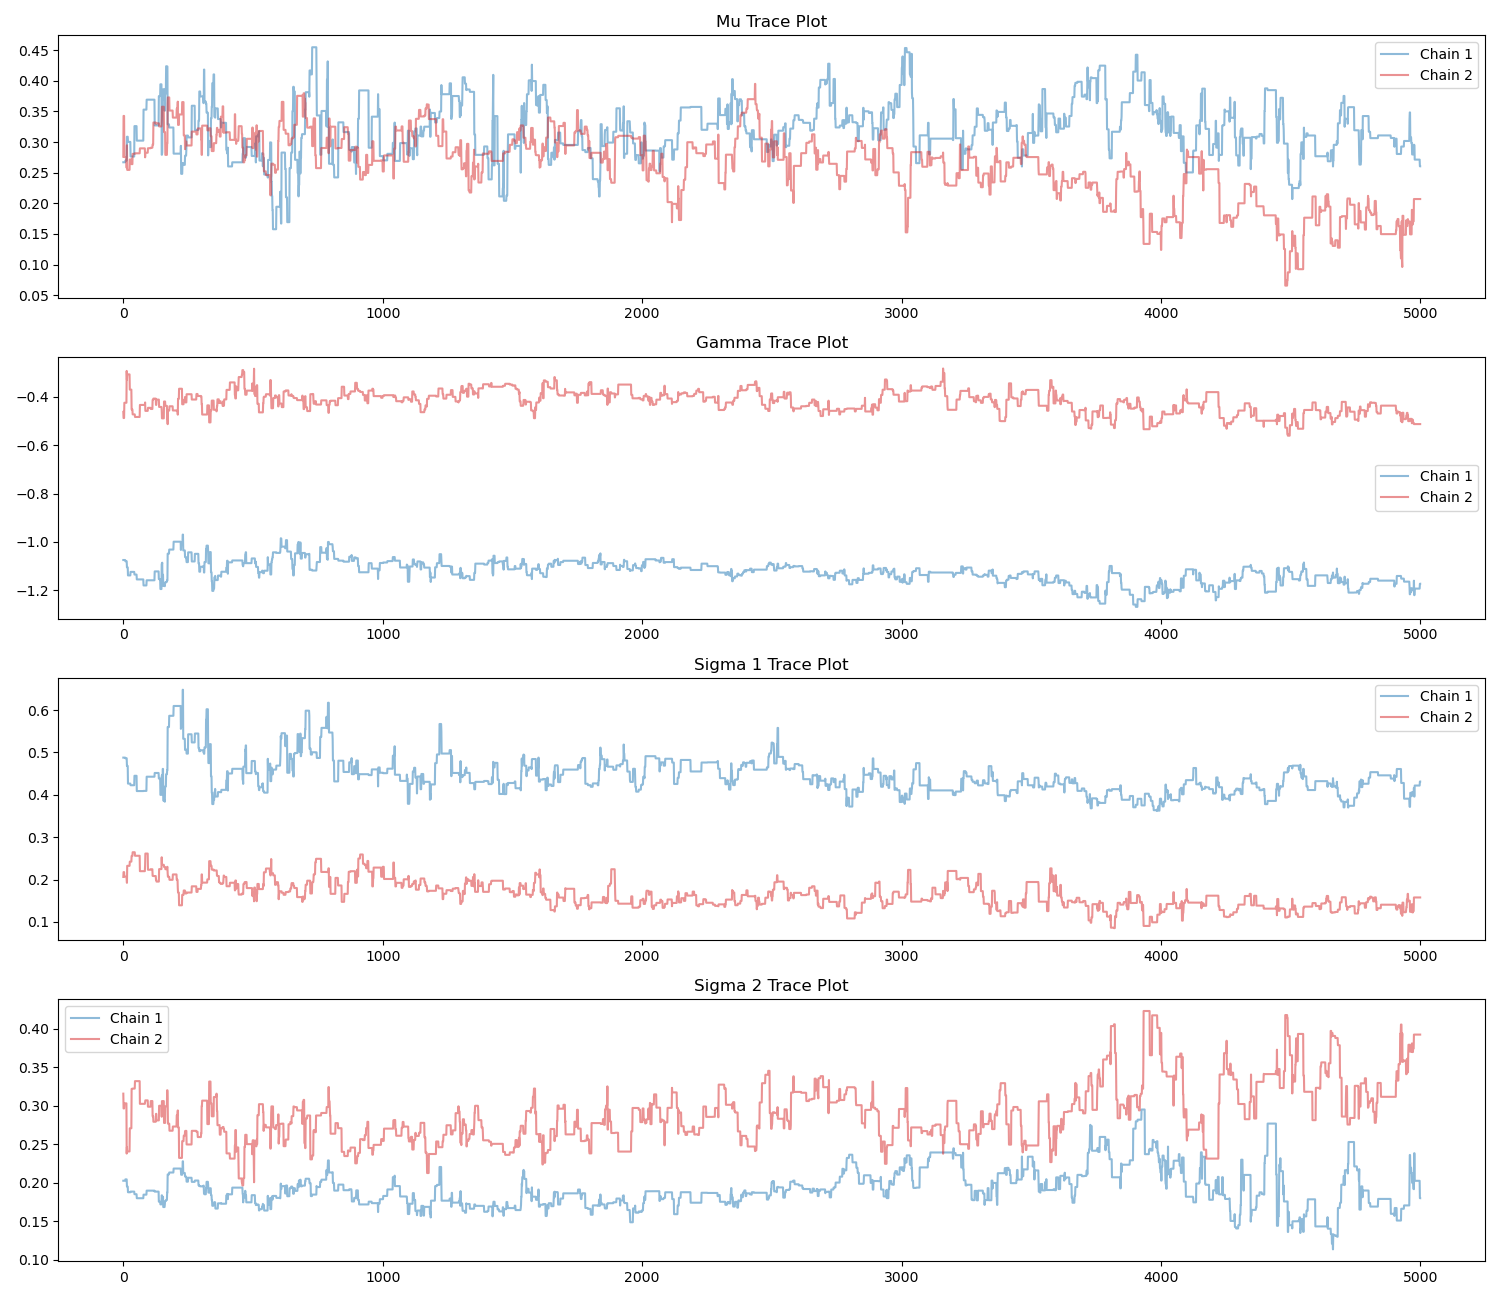 Mu Trace Plot
0.45
0.40
0.35
0.30
0.25
0.20
0.15
0.10
0.05
Chain 1
Chain 2
0 1000 2000 3000 4000 5000
Gamma Trace Plot
−0.4
−0.6
−0.8
−1.0
−1.2
Chain 1
Chain 2
0 1000 2000 3000 4000 5000
Sigma 1 Trace Plot
0.6
0.5
0.4
0.3
0.2
0.1
Chain 1
Chain 2
0 1000 2000 3000 4000 5000
Sigma 2 Trace Plot
Chain 1
Chain 2
0.40
0.35
0.30
0.25
0.20
0.15
0.10
0 1000 2000 3000 4000 5000